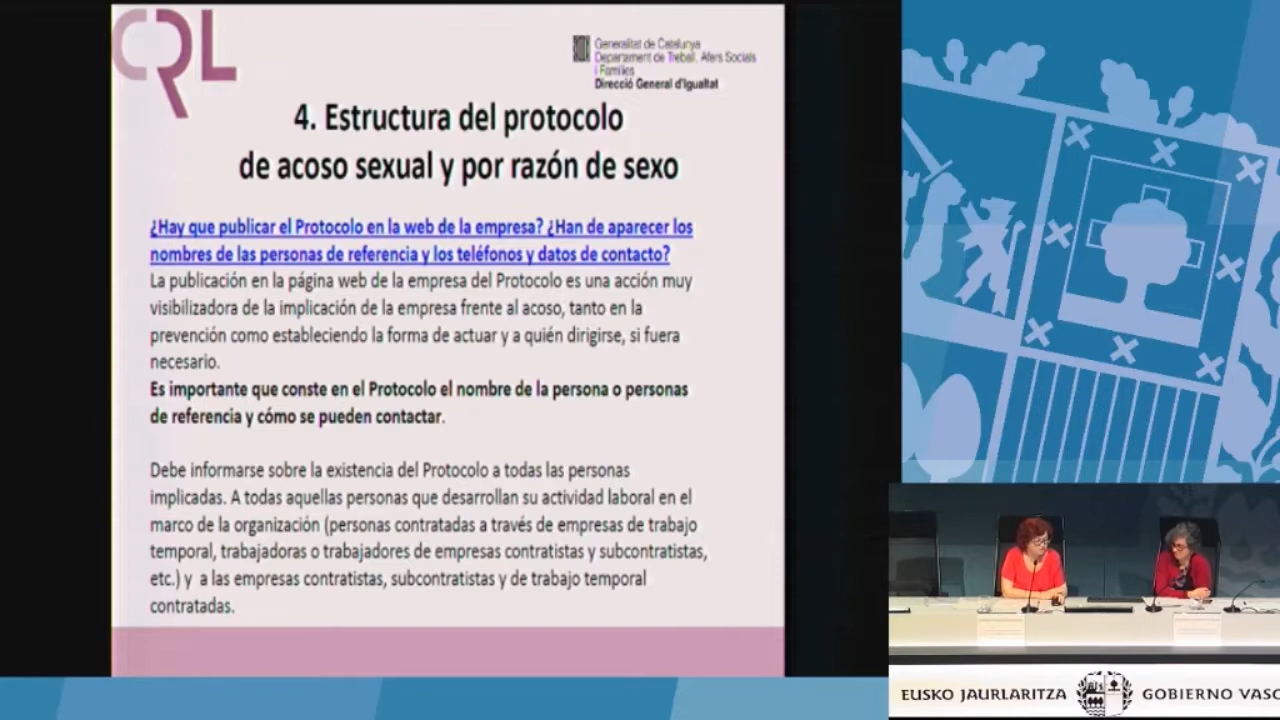 CRL
Generalitat de Catalunya
Departament de Treball, Afers Socials
i Famílies
Direcció General d'Igualtat
4. Estructura del protocolo
de acoso sexual y por razón de sexo
¿Hay que publicar el Protocolo en la web de la empresa? ¿Han de aparecer los
nombres de las personas de referencia y los teléfonos y datos de contacto?
La publicación en la página web de la empresa del Protocolo es una acción muy
visibilizadora de la implicación de la empresa frente al acoso, tanto en la
prevención como estableciendo la forma de actuar y a quién dirigirse, si fuera
necesario.
Es importante que conste en el Protocolo el nombre de la persona o personas
de referencia y cómo se pueden contactar.
Debe informarse sobre la existencia del Protocolo a todas las personas
implicadas. A todas aquellas personas que desarrollan su actividad laboral en el
marco de la organización (personas contratadas a través de empresas de trabajo
temporal, trabajadoras o trabajadores de empresas contratistas y subcontratistas,
etc.) y a las empresas contratistas, subcontratistas y de trabajo temporal
contratadas.
EUSKO JAURLARITZA GOBIERNO VASC